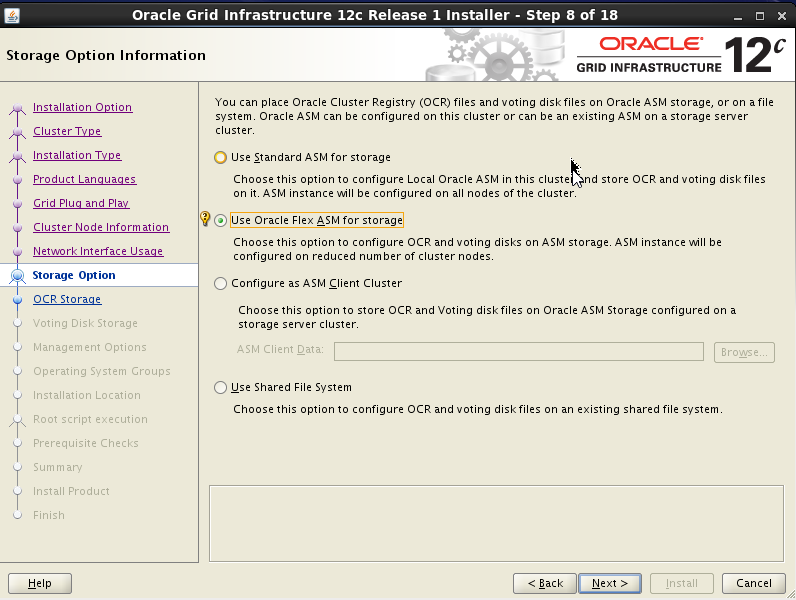 Oracle Grid Infrastructure 12c Release 1 Installer - Step 8 of 18
Storage Option Information
ORACLE
GRID INFRASTRUCTURE
12c
Installation Option
Cluster Type
Installation Type
Product Languages
Grid Plug and Play
Cluster Node Information
Network Interface Usage
Storage Option
OCR Storage
Voting Disk Storage
Management Options
Operating System Groups
Installation Location
Root script execution
Prerequisite Checks
Summary
Install Product
Finish
You can place Oracle Cluster Registry (OCR) files and voting disk files on Oracle ASM storage, or on a file
system. Oracle ASM can be configured on this cluster or can be an existing ASM on a storage server
cluster.
Use Standard ASM for storage
Choose this option to configure Local Oracle ASM in this cluster and store OCR and voting disk files
on it. ASM instance will be configured on all nodes of the cluster.
Use Oracle Flex ASM for storage
Choose this option to configure OCR and voting disks on ASM storage. ASM instance will be
configured on reduced number of cluster nodes.
Configure as ASM Client Cluster
Choose this option to store OCR and Voting disk files on Oracle ASM Storage configured on a
storage server cluster.
ASM Client Data:
Browse...
Use Shared File System
Choose this option to configure OCR and voting disk files on an existing shared file system.
Help
< Back
Next >
Install
Cancel